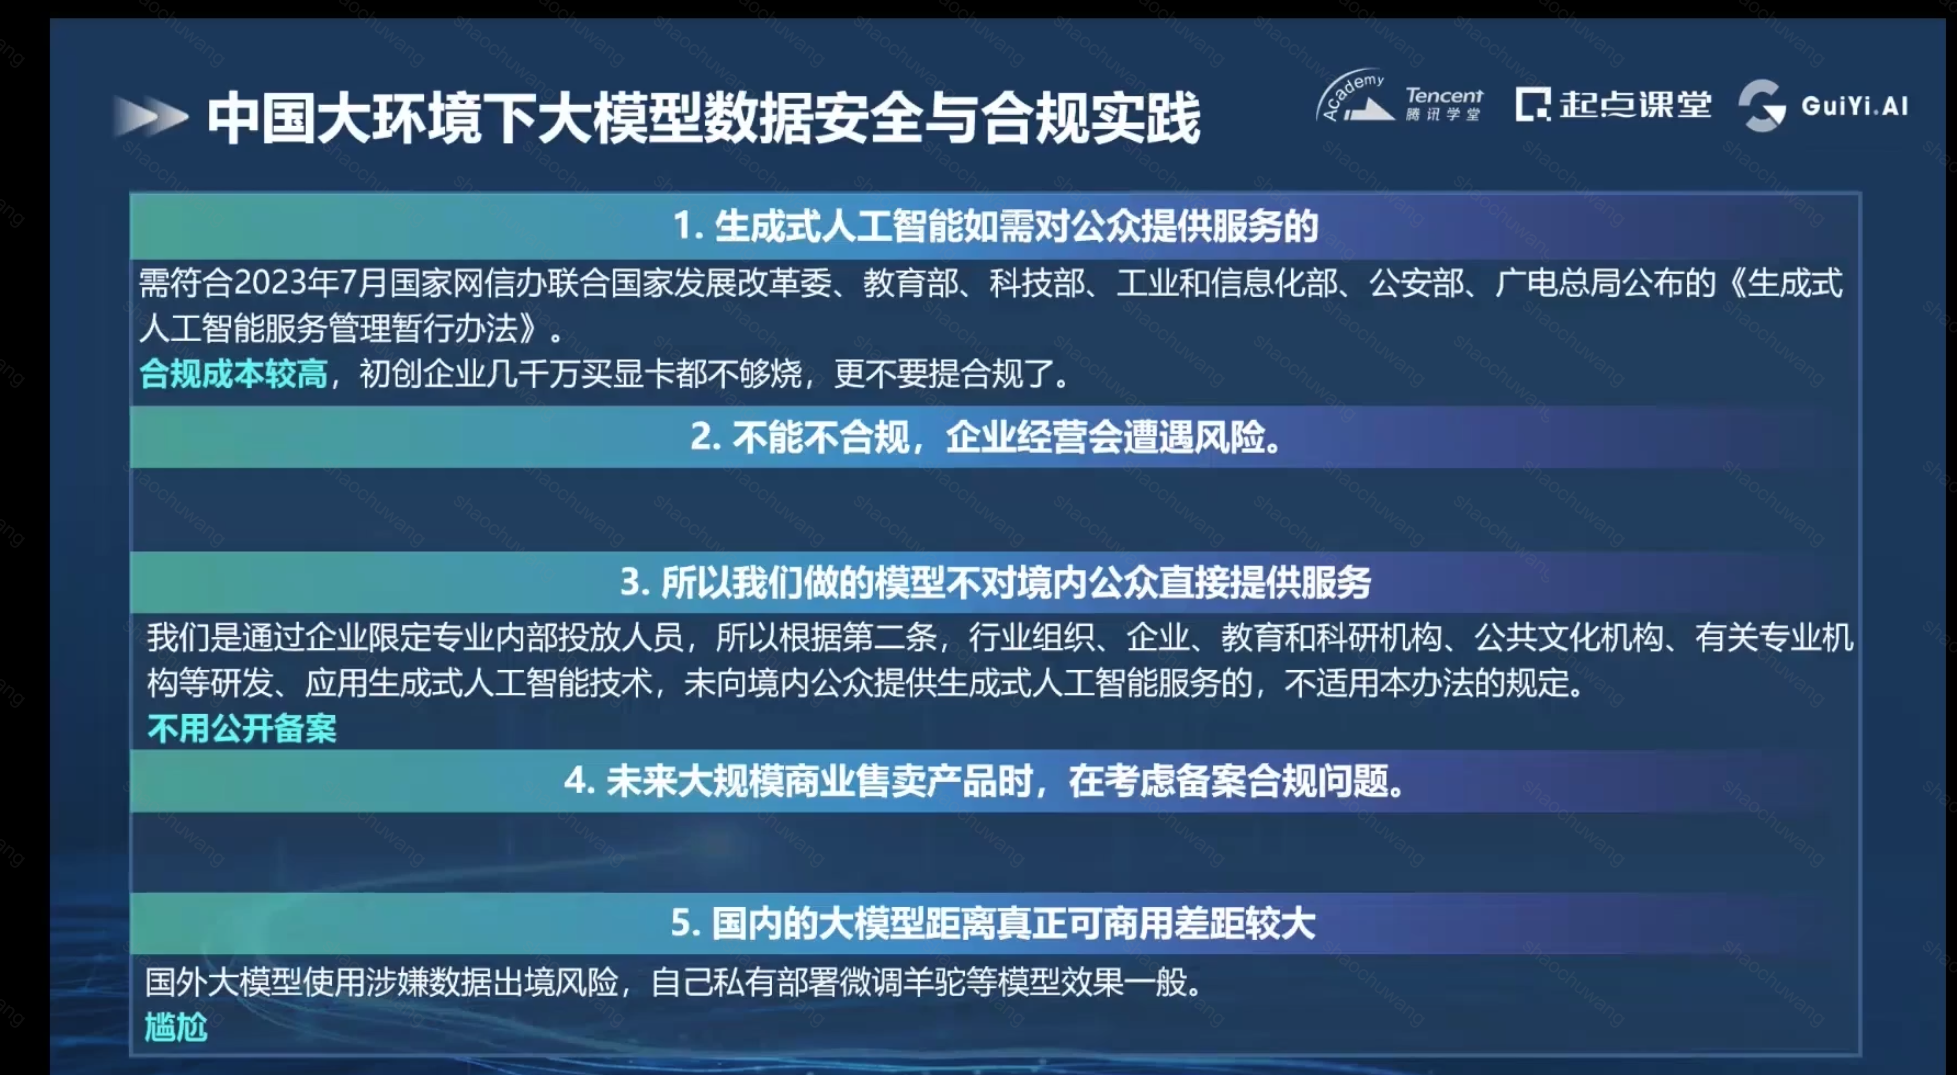 中国大环境下大模型数据安全与合规实践
Academy
Tencent
腾讯学堂
起点课堂
GuiYi.AI
1. 生成式人工智能如需对公众提供服务的
需符合2023年7月国家网信办联合国家发展改革委、教育部、科技部、工业和信息化部、公安部、广电总局公布的《生成式
人工智能服务管理暂行办法》。
合规成本较高，初创企业几千万买显卡都不够烧，更不要提合规了。
2. 不能不合规，企业经营会遭遇风险。
3. 所以我们做的模型不对境内公众直接提供服务
我们是通过企业限定专业内部投放人员，所以根据第二条，行业组织、企业、教育和科研机构、公共文化机构、有关专业机
构等研发、应用生成式人工智能技术，未向境内公众提供生成式人工智能服务的，不适用本办法的规定。
不用公开备案
4. 未来大规模商业售卖产品时，在考虑备案合规问题。
5. 国内的大模型距离真正可商用差距较大
国外大模型使用涉嫌数据出境风险，自己私有部署微调羊驼等模型效果一般。
尴尬
shaochuwang